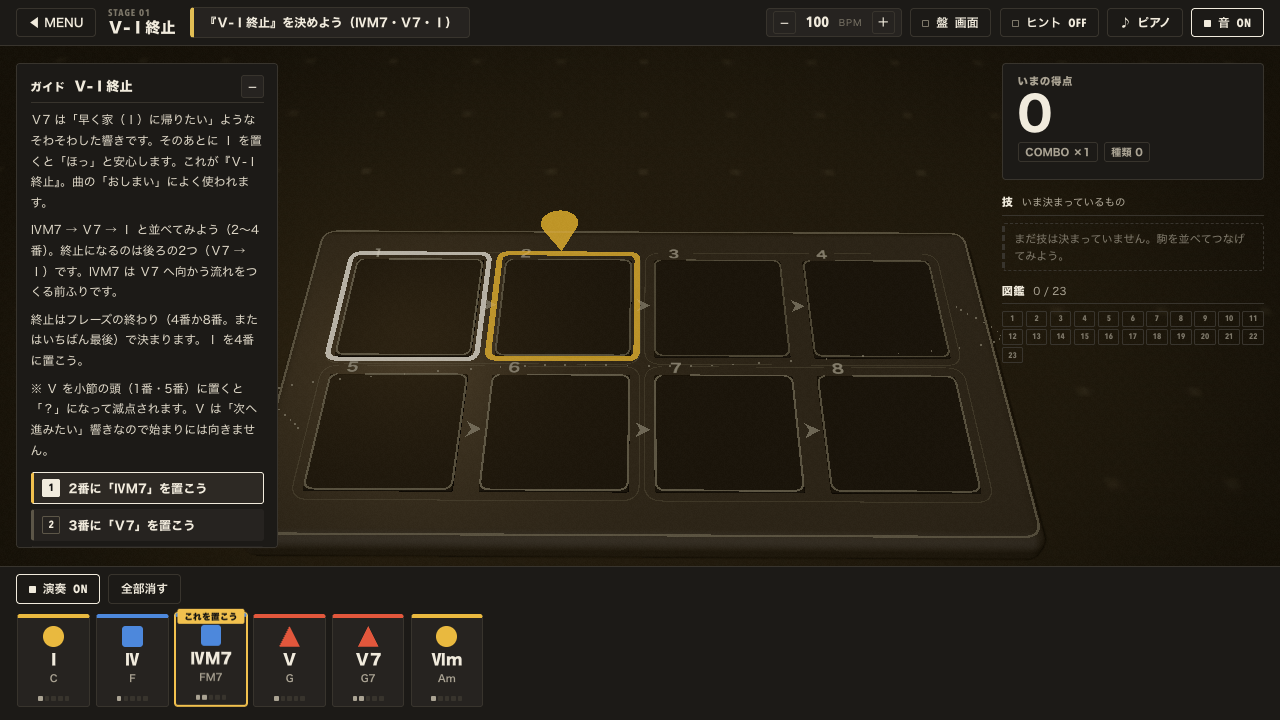 ◀ MENU
STAGE 01
Ⅴ-Ⅰ終止
『Ⅴ-Ⅰ終止』を決めよう（ⅣM7・Ⅴ7・Ⅰ）
− 100 BPM +
盤 画面
ヒント OFF
♪ ピアノ
音 ON
ガイド Ⅴ-Ⅰ終止
−
Ⅴ7 は「早く家（Ⅰ）に帰りたい」ような
そわそわした響きです。そのあとに Ⅰ を置
くと「ほっ」と安心します。これが『Ⅴ-Ⅰ
終止』。曲の「おしまい」によく使われま
す。
ⅣM7 → Ⅴ7 → Ⅰ と並べてみよう（2〜4
番）。終止になるのは後ろの2つ（Ⅴ7 →
Ⅰ）です。ⅣM7 は Ⅴ7 へ向かう流れをつ
くる前ふりです。
終止はフレーズの終わり（4番か8番。また
はいちばん最後）で決まります。Ⅰ を4番
に置こう。
※ Ⅴ を小節の頭（1番・5番）に置くと
「？」になって減点されます。Ⅴ は「次へ
進みたい」響きなので始まりには向きませ
ん。
1 2番に「ⅣM7」を置こう
2 3番に「Ⅴ7」を置こう
1 2 3 4
5 6 7 8
いまの得点
0
COMBO ×1 種類 0
技 いま決まっているもの
まだ技は決まっていません。駒を並べてつなげ
てみよう。
図鑑 0 / 23
1 2 3 4 5 6 7 8 9 10 11
12 13 14 15 16 17 18 19 20 21 22
23
演奏 ON
全部消す
これを置こう
Ⅰ Ⅳ ⅣM7 Ⅴ Ⅴ7 Ⅵm
C F FM7 G G7 Am